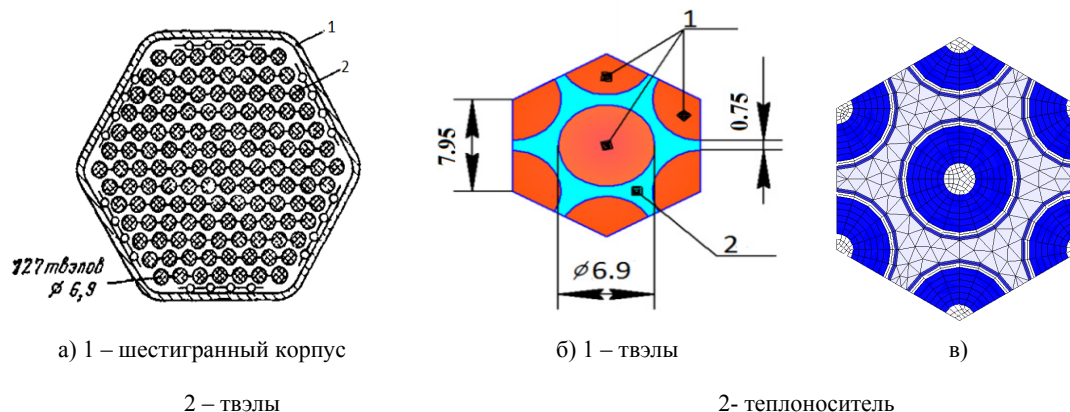 1
2
127 твэлов
ø 6,9
1
7.95
0.75
2
⌀6.9
а) 1 – шестигранный корпус
б) 1 – твэлы
в)
2 – твэлы
2- теплоноситель